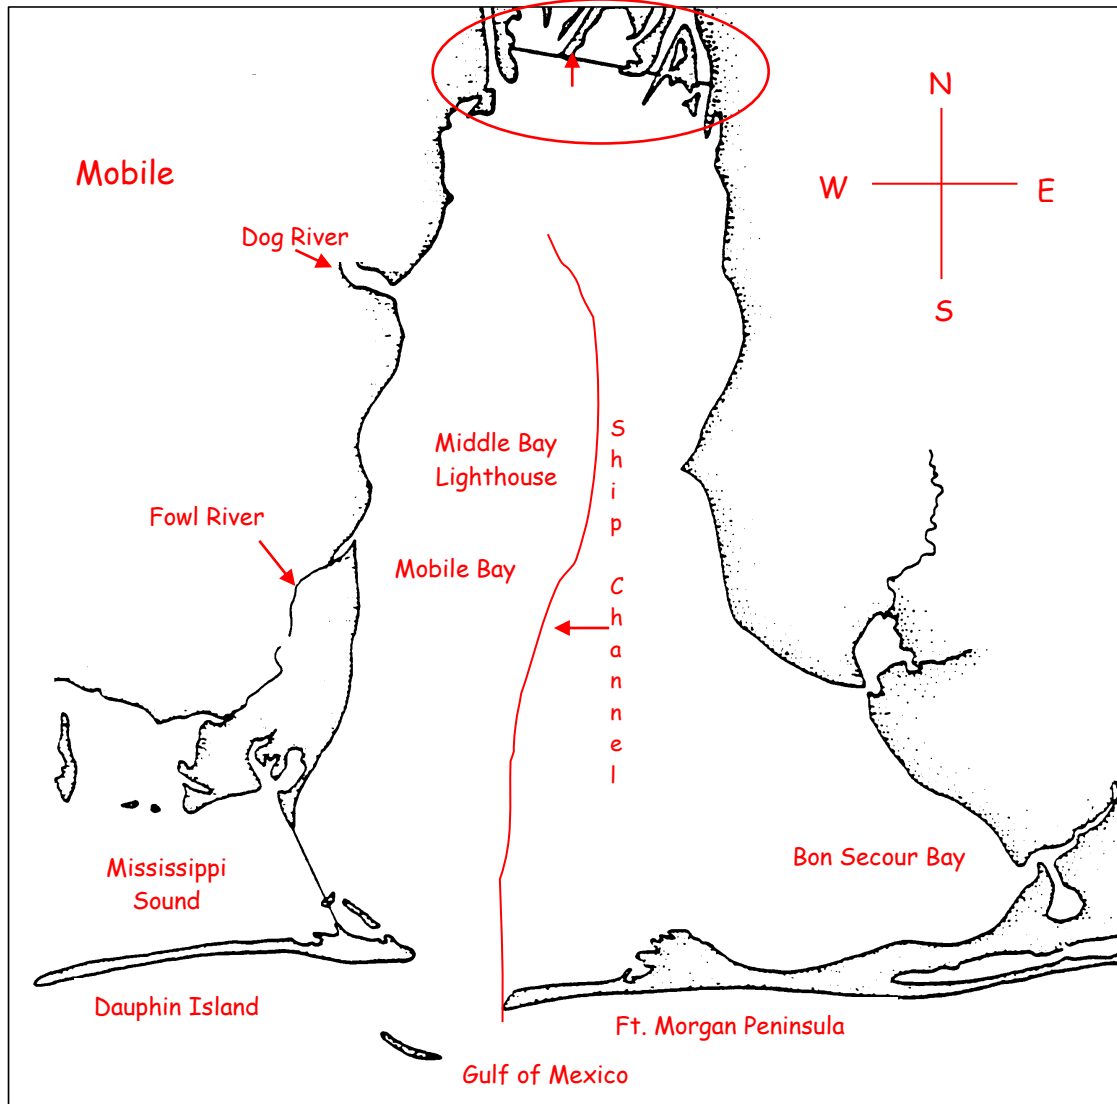 N
Mobile
W
E
Dog River
S
Middle Bay
Lighthouse
Ship Channel
Fowl River
Mobile Bay
Mississippi
Sound
Bon Secour Bay
Dauphin Island
Ft. Morgan Peninsula
Gulf of Mexico